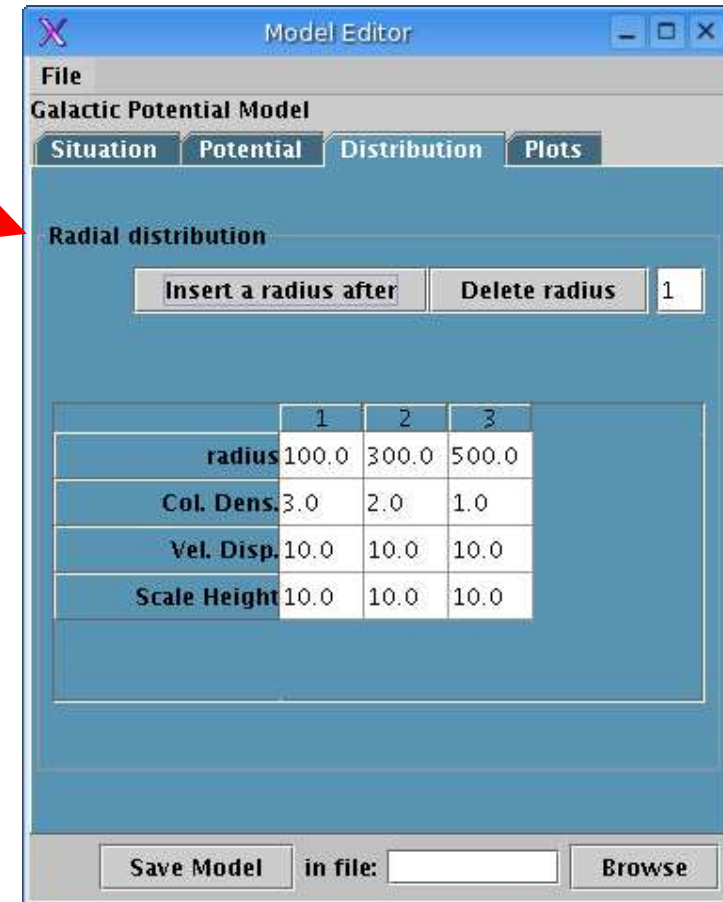 Model Editor
File
Galactic Potential Model
Situation Potential Distribution Plots
Radial distribution
Insert a radius after Delete radius 1
1 2 3
radius 100.0 300.0 500.0
Col. Dens. 3.0 2.0 1.0
Vel. Disp. 10.0 10.0 10.0
Scale Height 10.0 10.0 10.0
Save Model in file: Browse